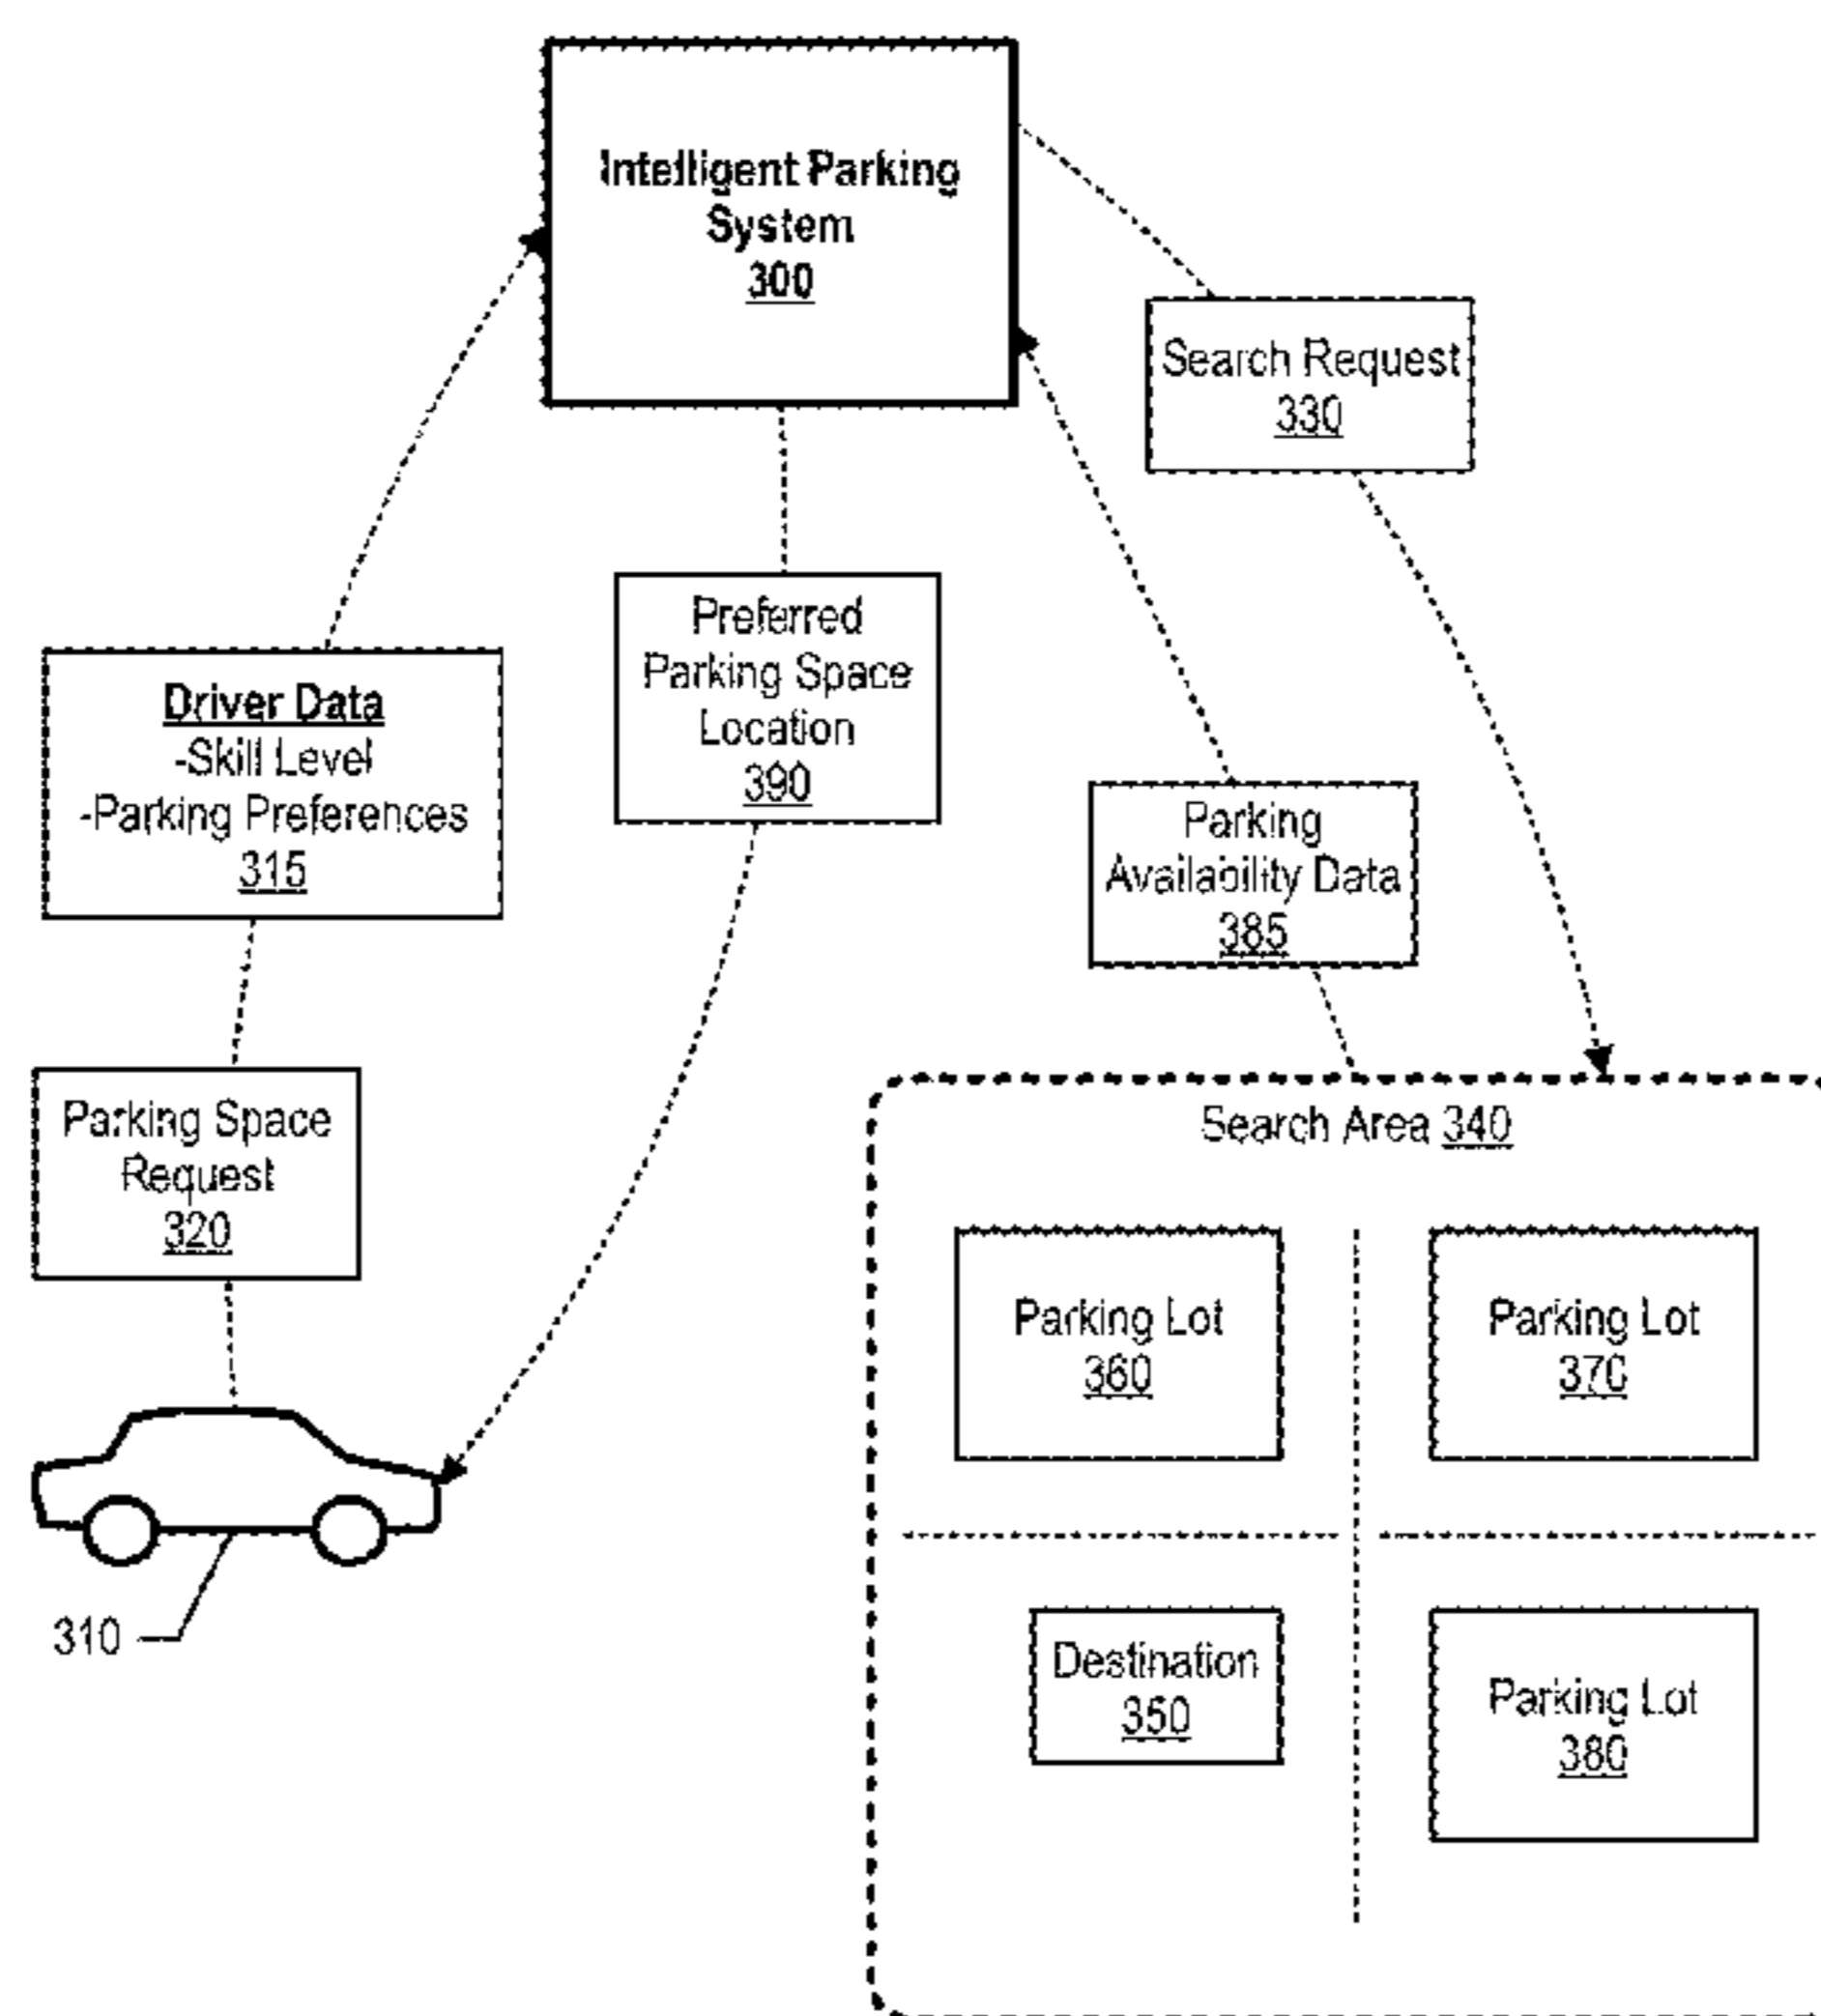 Intelligent Parking
System
300
Search Request
330
Preferred
Parking Space
Location
390
Driver Data
-Skill Level
-Parking Preferences
315
Parking
Availability Data
385
Parking Space
Request
320
Search Area 340
Parking Lot
360
Parking Lot
370
310
Destination
350
Parking Lot
380